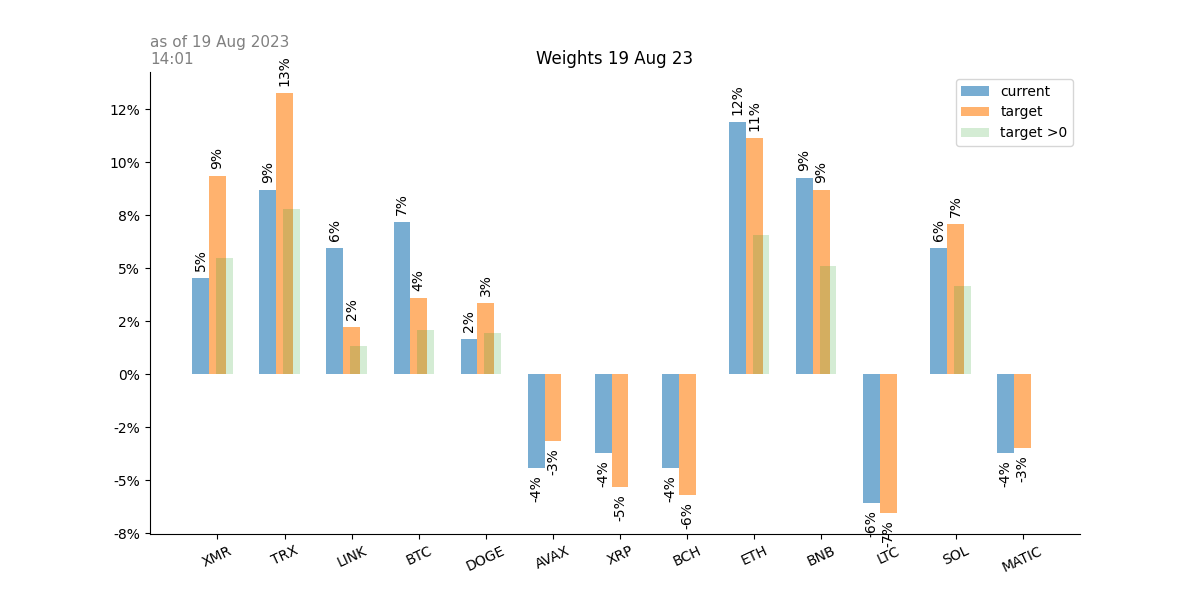 as of 19 Aug 2023
14:01
Weights 19 Aug 23
current
target
target >0
12%
10%
8%
5%
2%
0%
-2%
-5%
-8%
5%
9%
9%
13%
6%
2%
7%
4%
2%
3%
-4%
-3%
-4%
-5%
-4%
-6%
12%
11%
9%
9%
-6%
-7%
6%
7%
-4%
-3%
XMR
TRX
LINK
BTC
DOGE
AVAX
XRP
BCH
ETH
BNB
LTC
SOL
MATIC